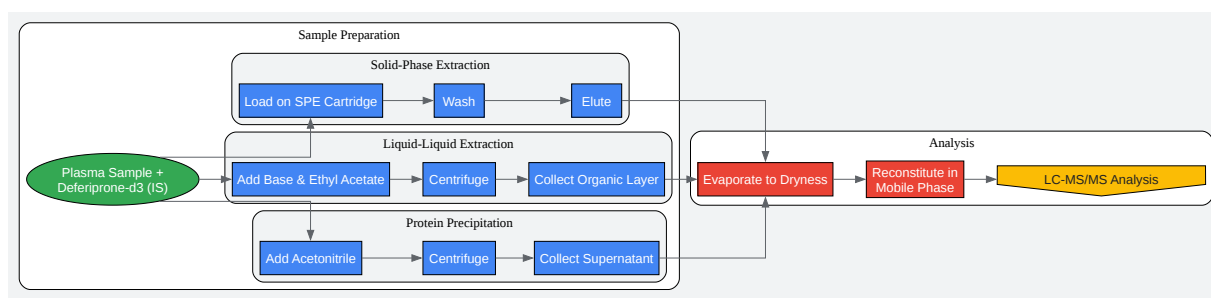 Sample Preparation
Solid-Phase Extraction
Load on SPE Cartridge
Wash
Elute
Liquid-Liquid Extraction
Plasma Sample +
Deferiprone-d3 (IS)
Add Base & Ethyl Acetate
Centrifuge
Collect Organic Layer
Protein Precipitation
Add Acetonitrile
Centrifuge
Collect Supernatant
Analysis
Evaporate to Dryness
Reconstitute in
Mobile Phase
LC-MS/MS Analysis